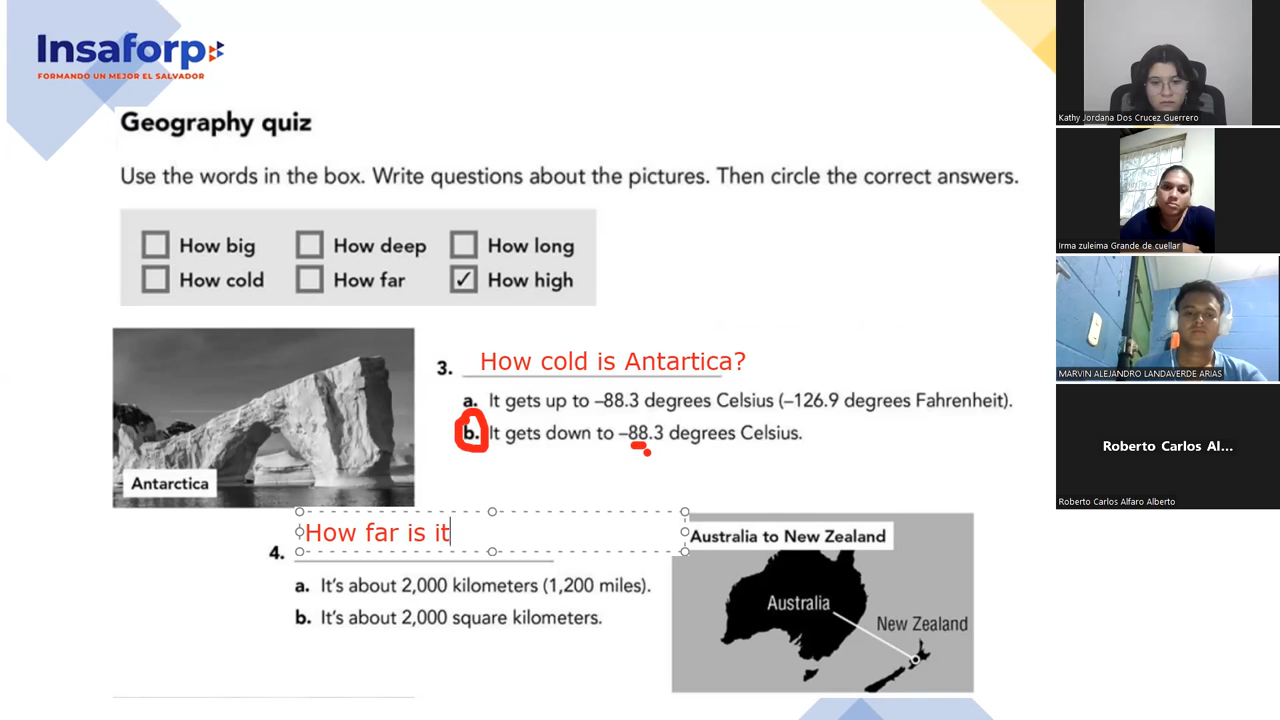 Insaforp
FORMANDO UN MEJOR EL SALVADOR
Geography quiz
Use the words in the box. Write questions about the pictures. Then circle the correct answers.
How big
How deep
How long
How cold
How far
✓ How high
Antarctica
3. How cold is Antartica?
a. It gets up to –88.3 degrees Celsius (–126.9 degrees Fahrenheit).
b. It gets down to –88.3 degrees Celsius.
4. How far is it
a. It's about 2,000 kilometers (1,200 miles).
b. It's about 2,000 square kilometers.
Australia to New Zealand
Australia
New Zealand
Kathy Jordana Dos Crucez Guerrero
Irma zuleima Grande de cuellar
MARVIN ALEJANDRO LANDAVERDE ARIAS
Roberto Carlos Al...
Roberto Carlos Alfaro Alberto